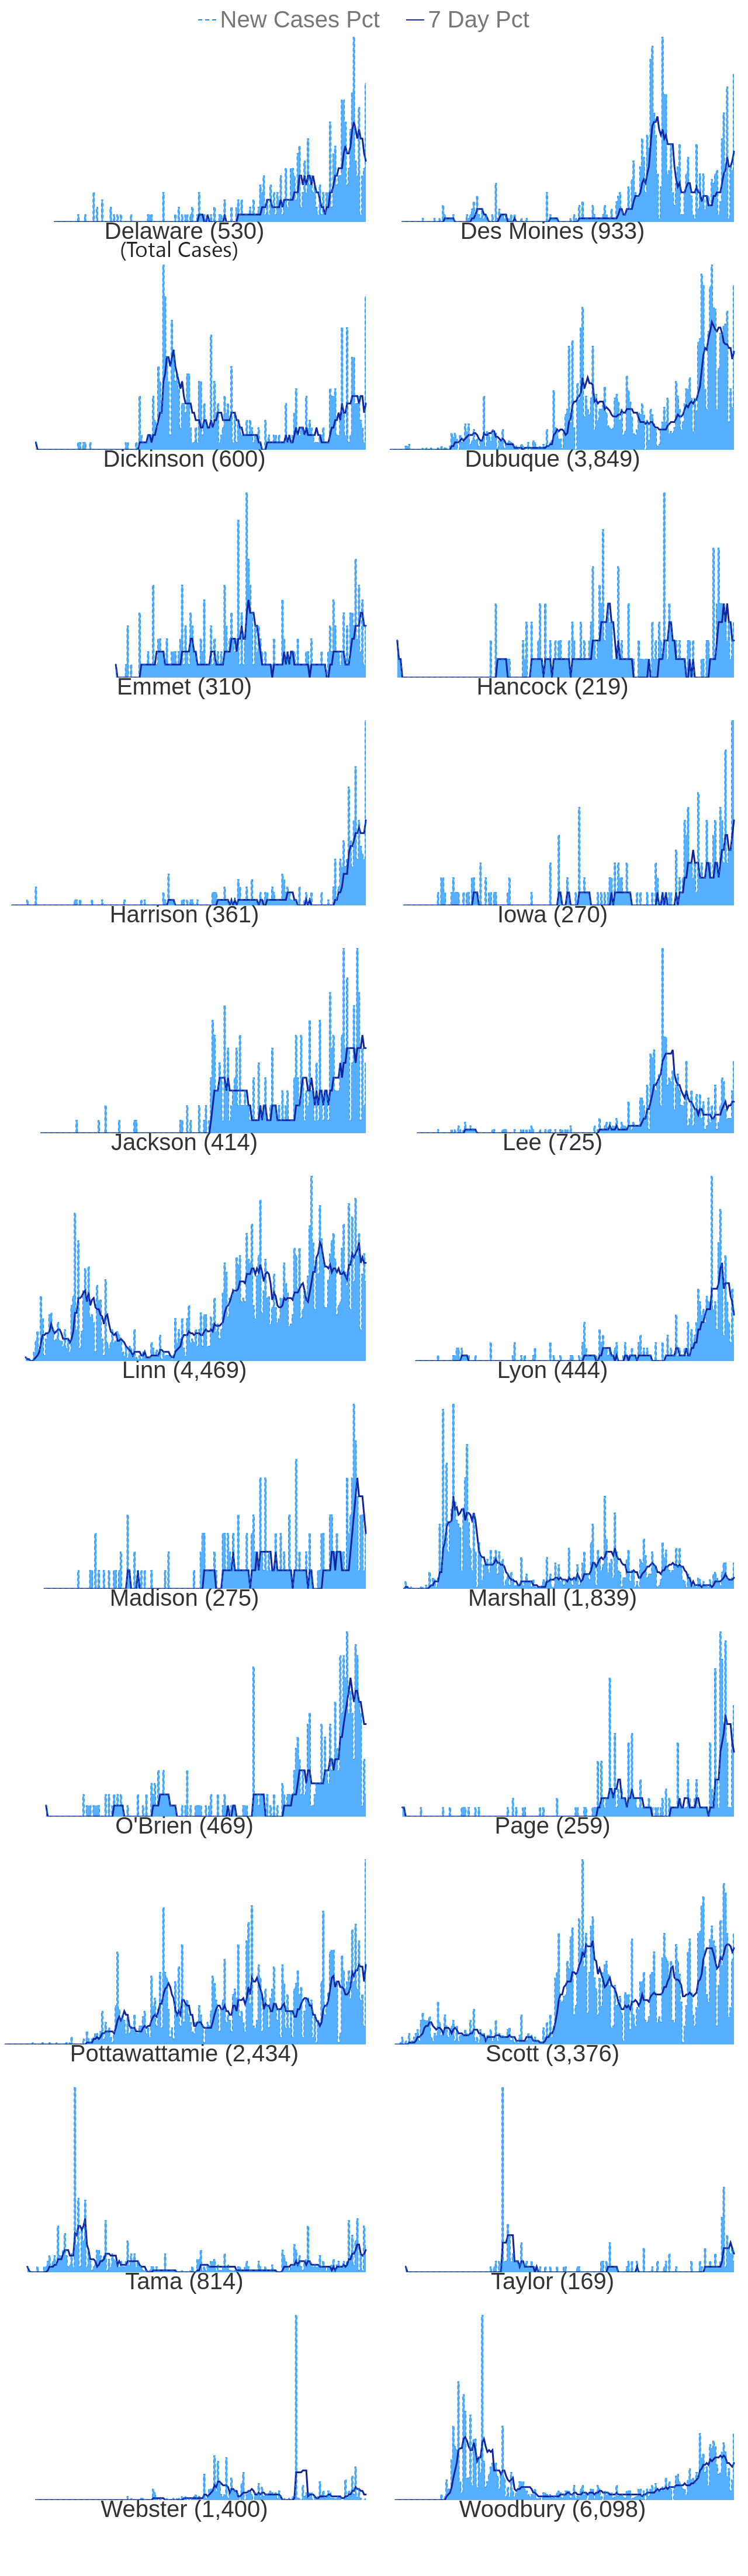 New Cases Pct 7 Day Pct
Delaware (530) Des Moines (933)
(Total Cases)
Dickinson (600) Dubuque (3,849)
Emmet (310) Hancock (219)
Harrison (361) Iowa (270)
Jackson (414) Lee (725)
Linn (4,469) Lyon (444)
Madison (275) Marshall (1,839)
O'Brien (469) Page (259)
Pottawattamie (2,434) Scott (3,376)
Tama (814) Taylor (169)
Webster (1,400) Woodbury (6,098)